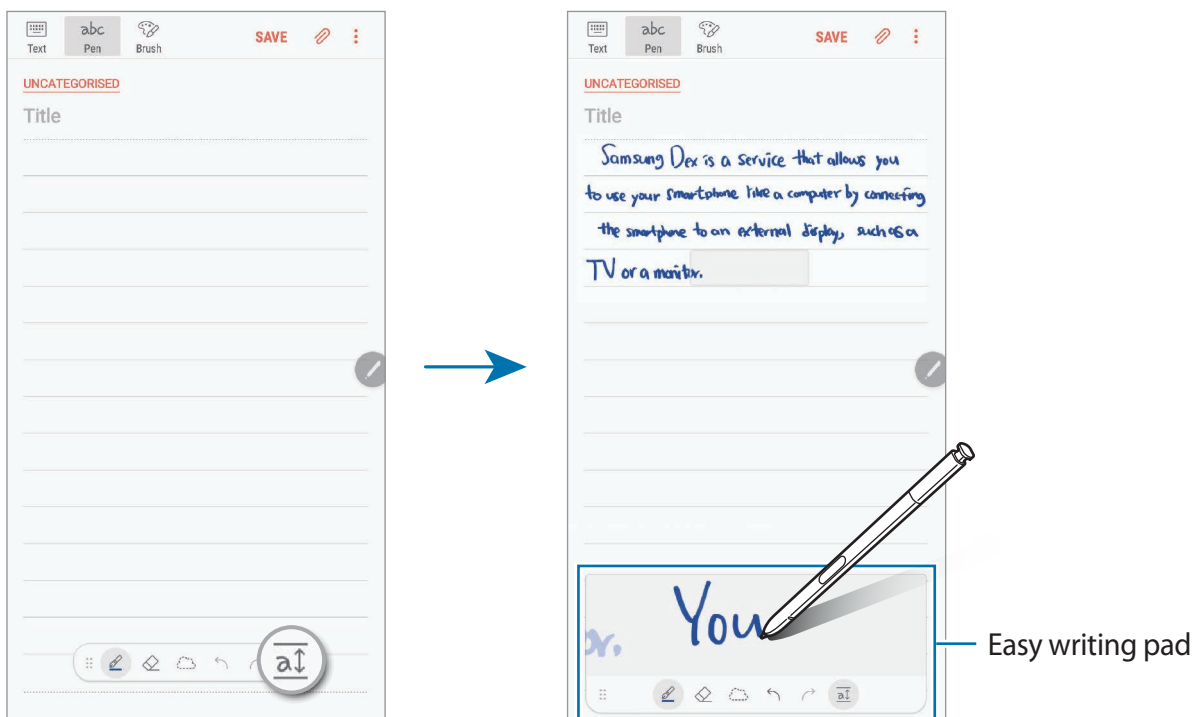 Text
abc
Pen
Brush
SAVE
UNCATEGORISED
Title
a
Text
abc
Pen
Brush
SAVE
UNCATEGORISED
Title
Samsung Dex is a service that allows you
to use your smartphone like a computer by connecting
the smartphone to an external display, such as a
TV or a monitor.
or.
You
a
Easy writing pad